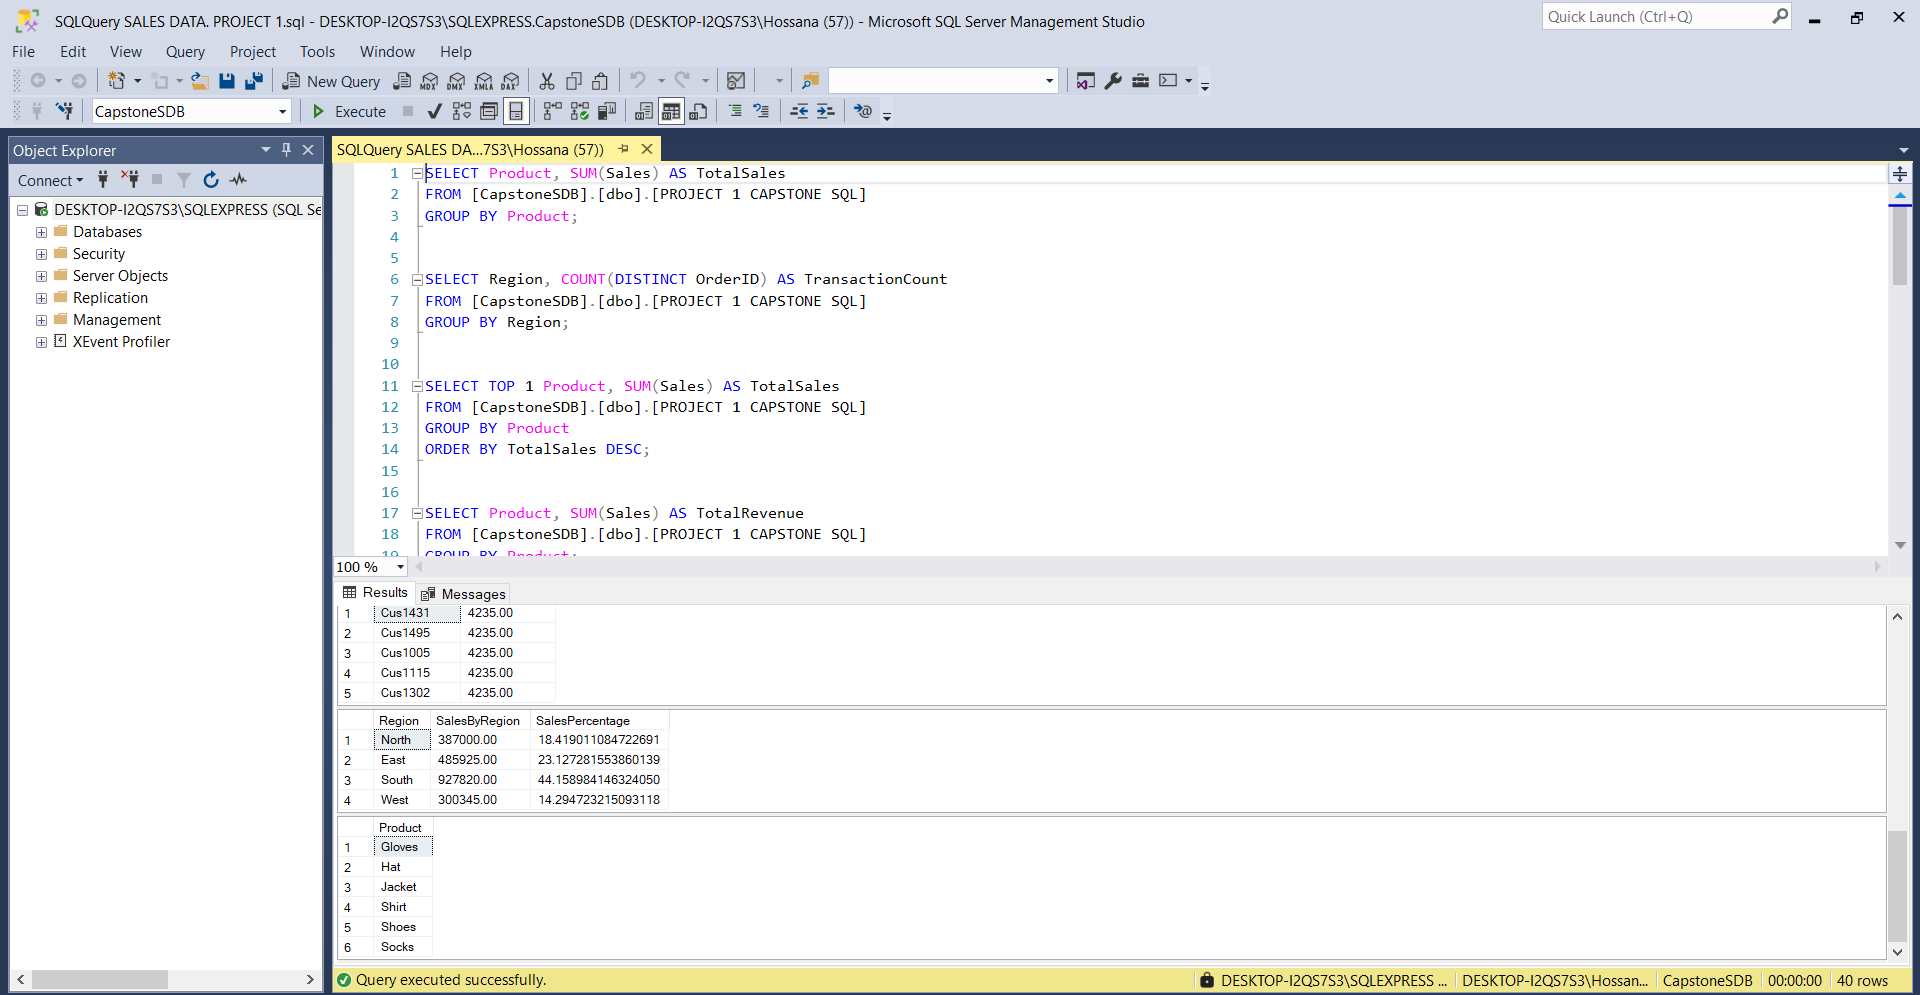 SQLQuery SALES DATA. PROJECT 1.sql - DESKTOP-I2QS7S3\SQLEXPRESS.CapstoneSDB (DESKTOP-I2QS7S3\Hossana (57)) - Microsoft SQL Server Management Studio
Quick Launch (Ctrl+Q)
File Edit View Query Project Tools Window Help
New Query MDX DMX XMLA DAX
CapstoneSDB Execute
Object Explorer
Connect
DESKTOP-I2QS7S3\SQLEXPRESS (SQL Se
Databases
Security
Server Objects
Replication
Management
XEvent Profiler
SQLQuery SALES DA...7S3\Hossana (57))
1 SELECT Product, SUM(Sales) AS TotalSales
2 FROM [CapstoneSDB].[dbo].[PROJECT 1 CAPSTONE SQL]
3 GROUP BY Product;
4
5
6 SELECT Region, COUNT(DISTINCT OrderID) AS TransactionCount
7 FROM [CapstoneSDB].[dbo].[PROJECT 1 CAPSTONE SQL]
8 GROUP BY Region;
9
10
11 SELECT TOP 1 Product, SUM(Sales) AS TotalSales
12 FROM [CapstoneSDB].[dbo].[PROJECT 1 CAPSTONE SQL]
13 GROUP BY Product
14 ORDER BY TotalSales DESC;
15
16
17 SELECT Product, SUM(Sales) AS TotalRevenue
18 FROM [CapstoneSDB].[dbo].[PROJECT 1 CAPSTONE SQL]
19 GROUP BY Product;
100 %
Results Messages
1 Cus1431 4235.00
2 Cus1495 4235.00
3 Cus1005 4235.00
4 Cus1115 4235.00
5 Cus1302 4235.00
Region SalesByRegion SalesPercentage
1 North 387000.00 18.419011084722691
2 East 485925.00 23.127281553860139
3 South 927820.00 44.158984146324050
4 West 300345.00 14.294723215093118
Product
1 Gloves
2 Hat
3 Jacket
4 Shirt
5 Shoes
6 Socks
Query executed successfully.
DESKTOP-I2QS7S3\SQLEXPRESS ... DESKTOP-I2QS7S3\Hossan... CapstoneSDB 00:00:00 40 rows